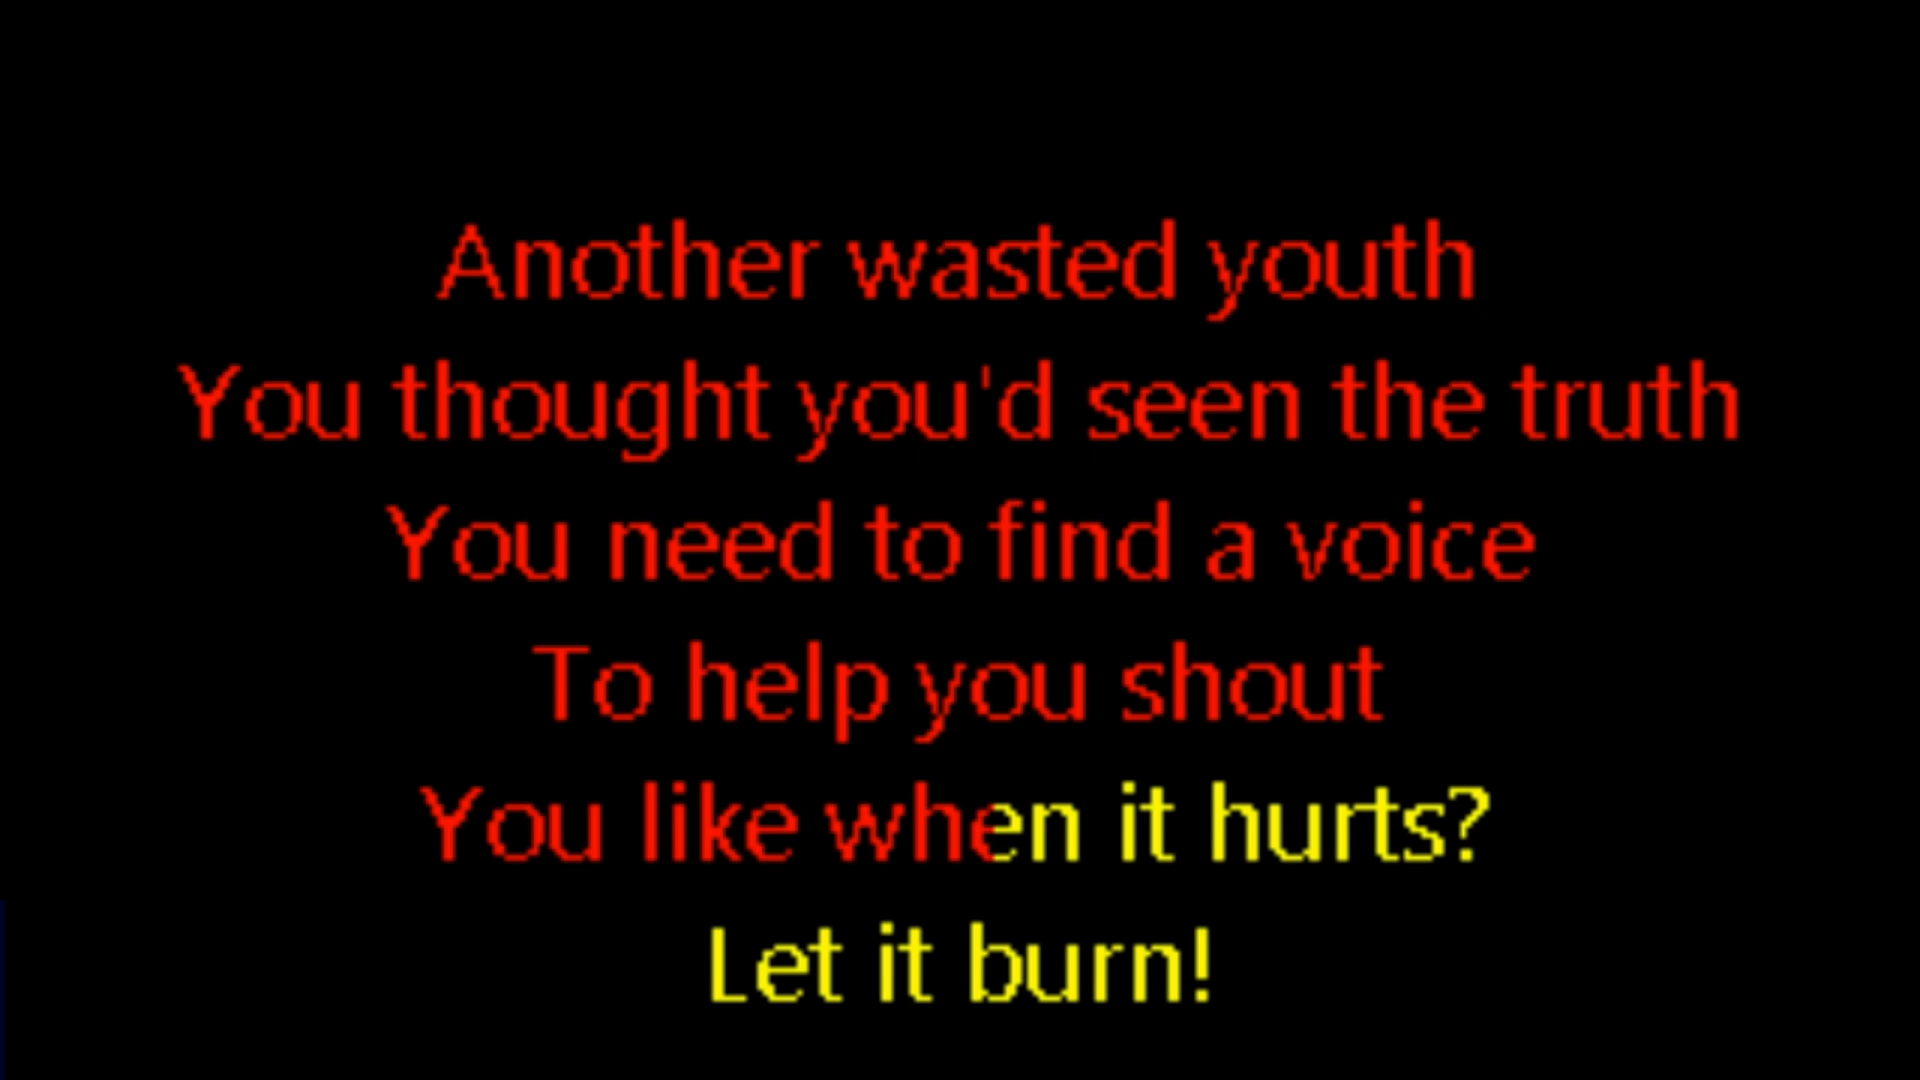 Another wasted youth
You thought you'd seen the truth
You need to find a voice
To help you shout
You like when it hurts?
Let it burn!